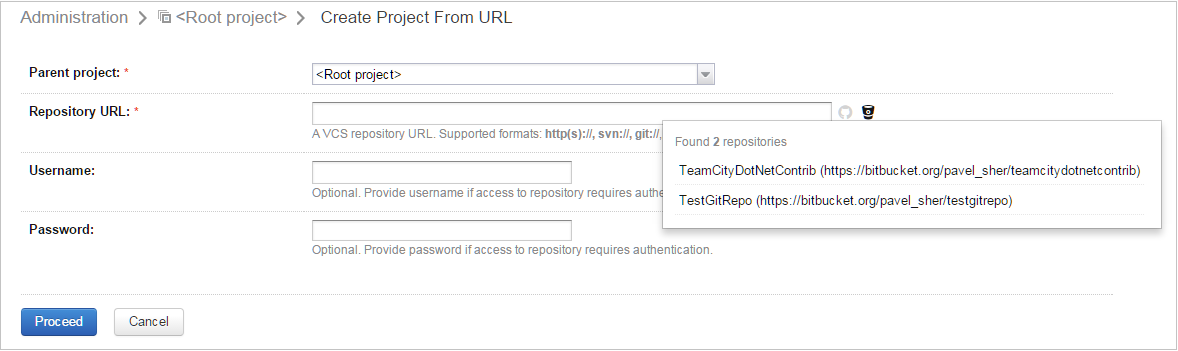 Administration > <Root project> > Create Project From URL
Parent project: *
<Root project>
Repository URL: *
A VCS repository URL. Supported formats: http(s)://, svn://, git://,
Found 2 repositories
TeamCityDotNetContrib (https://bitbucket.org/pavel_sher/teamcitydotnetcontrib)
TestGitRepo (https://bitbucket.org/pavel_sher/testgitrepo)
Username:
Optional. Provide username if access to repository requires authe
Password:
Optional. Provide password if access to repository requires authentication.
Proceed
Cancel